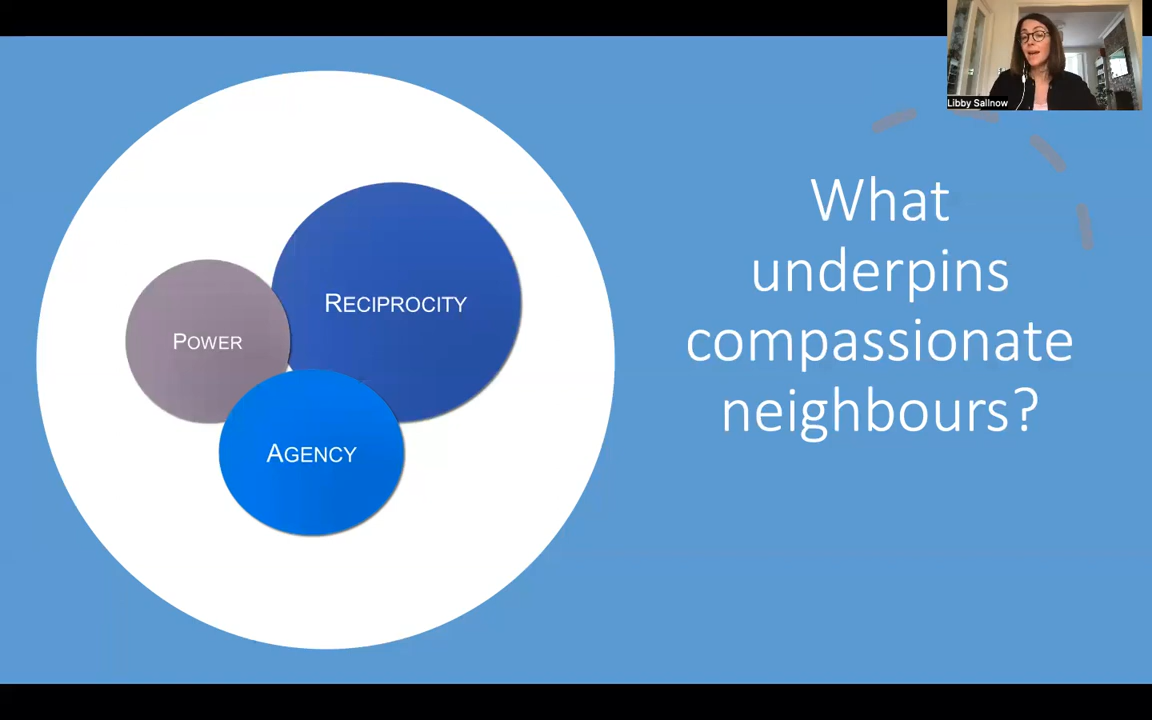 Libby Sallnow
What
underpins
compassionate
neighbours?
RECIPROCITY
POWER
AGENCY